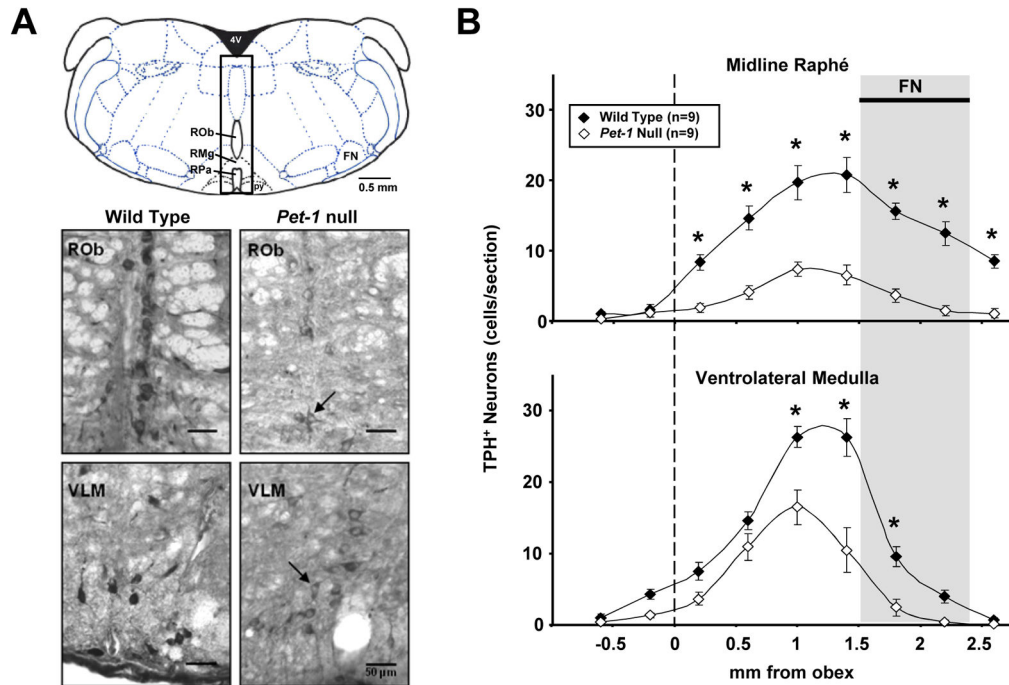 A
4V
ROb
RMg
RPa
py
FN
0.5 mm
Wild Type
Pet-1 null
ROb
ROb
VLM
VLM
50 µm
B
Midline Raphé
FN
Wild Type (n=9)
Pet-1 Null (n=9)
30
20
10
0
*
*
*
*
*
*
*
Ventrolateral Medulla
30
20
10
0
*
*
*
TPH+ Neurons (cells/section)
-0.5
0
0.5
1
1.5
2
2.5
mm from obex